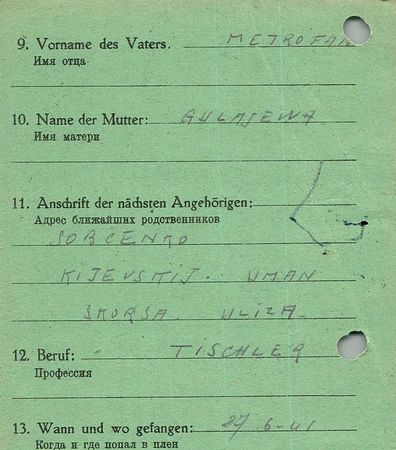 9. Vorname des Vaters. METROFAN
Имя отца
10. Name der Mutter: GULAJEWA
Имя матери
11. Anschrift der nächsten Angehörigen:
Адрес ближайших родственников
SORCENKO
KIJEVSKIJ. UMAN
SKORSA. ULIZA.
12. Beruf: TISCHLER
Профессия
13. Wann und wo gefangen: 27.6-41
Когда и где попал в плен